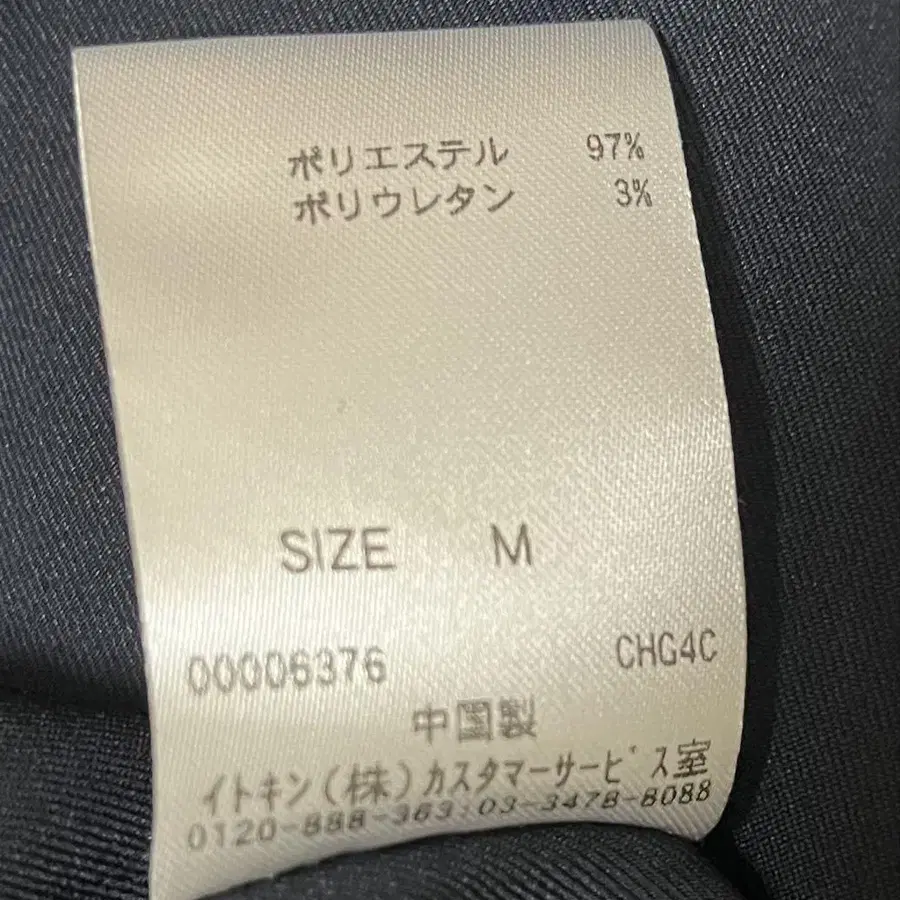 ポリエステル 97%
ポリウレタン 3%
SIZE M
00006376 CHG4C
中国製
イトキン(株)カスタマーサービス室
0120-888-363:03-3478-8088